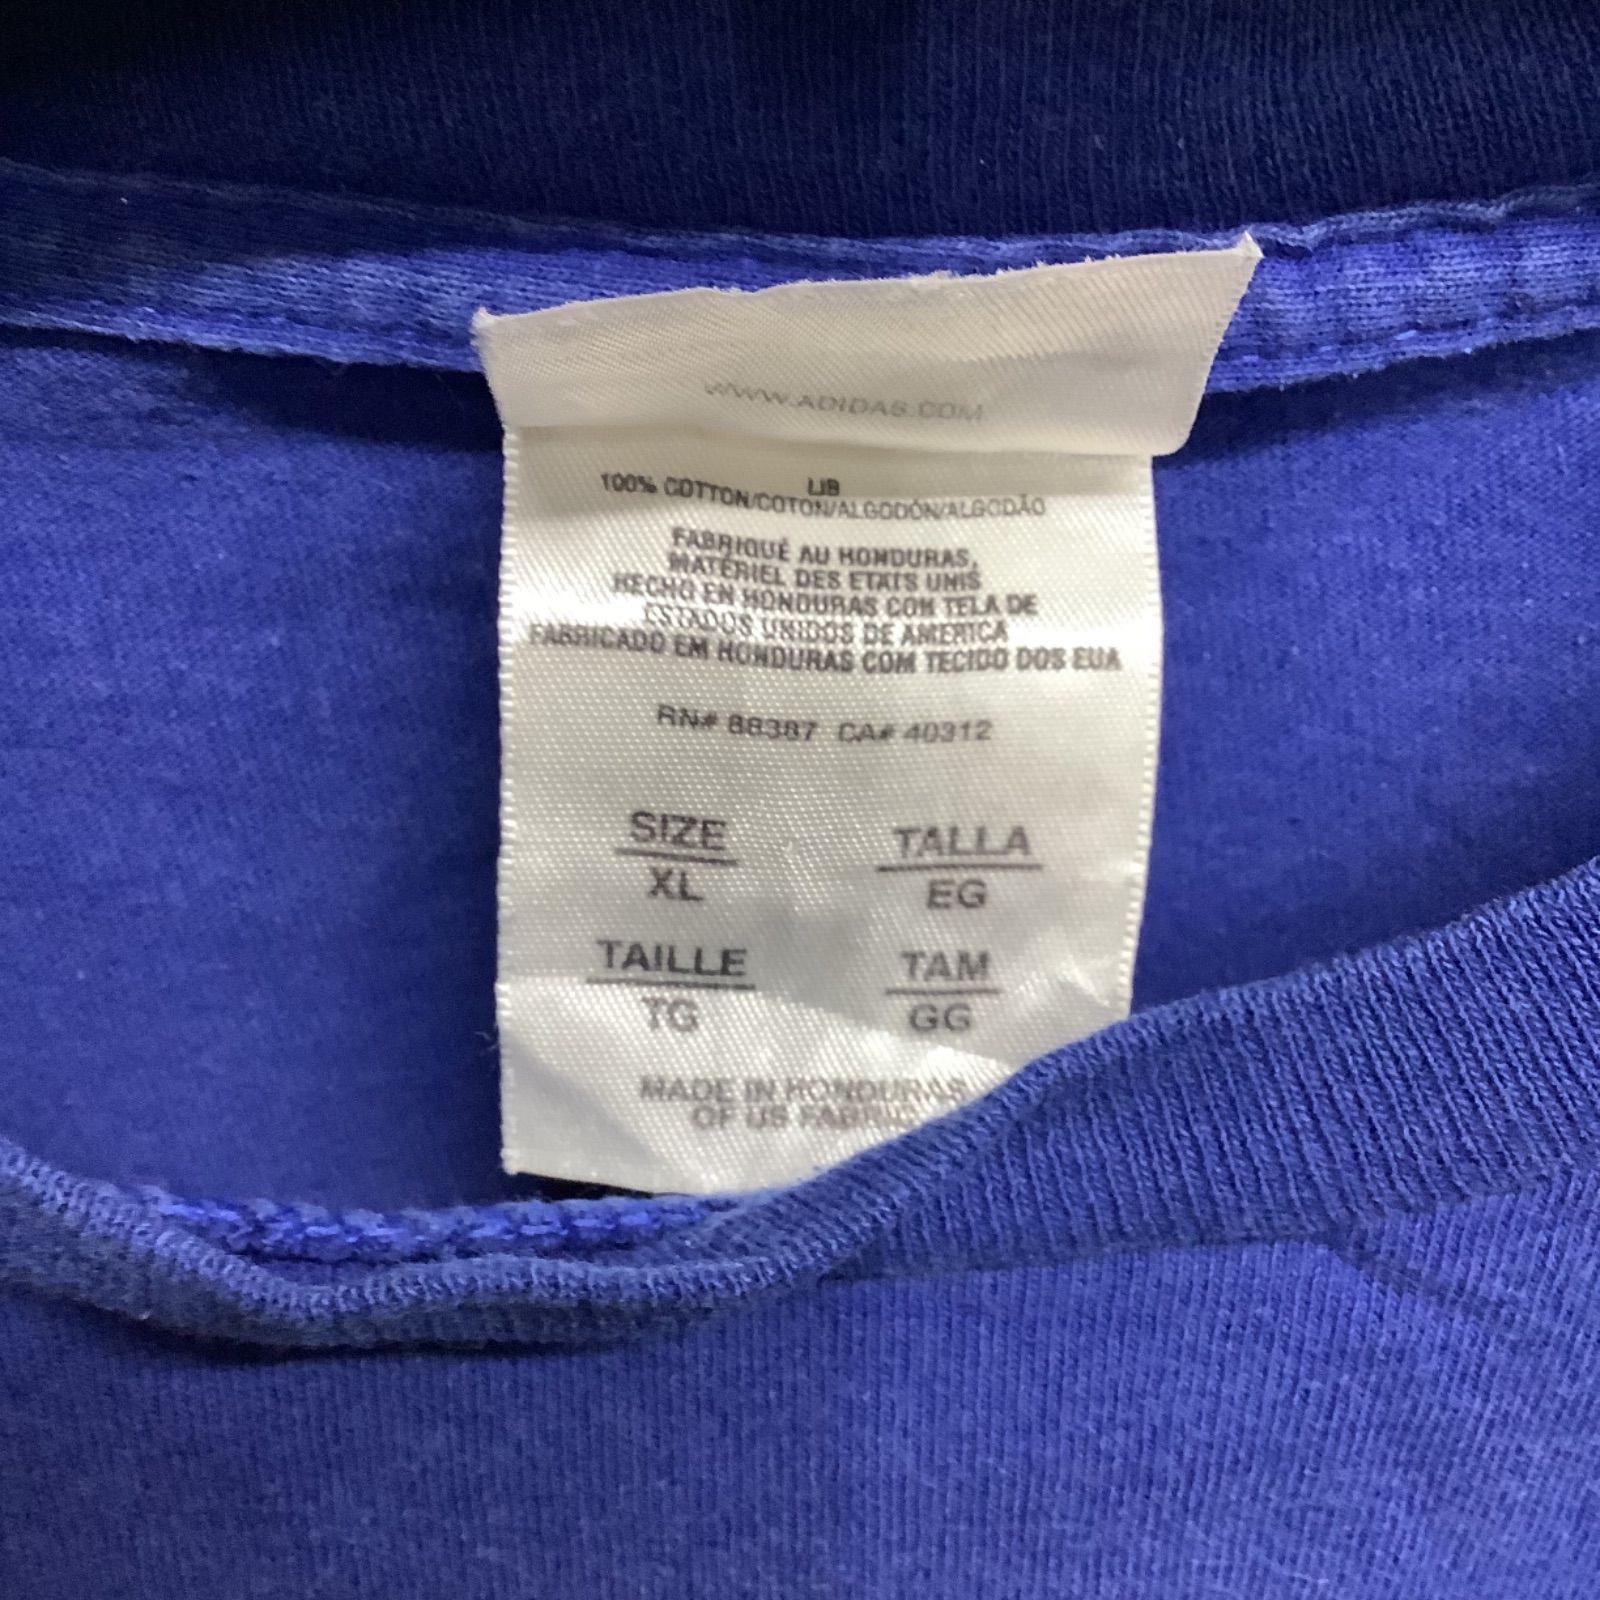 WWW.ADIDAS.COM
LIB
100% COTTON/COTON/ALGODÓN/ALGODÃO
FABRIQUÉ AU HONDURAS,
MATÉRIEL DES ETATS UNIS
HECHO EN HONDURAS CON TELA DE
ESTADOS UNIDOS DE AMERICA
FABRICADO EM HONDURAS COM TECIDO DOS EUA
RN# 88387 CA# 40312
SIZE TALLA
XL EG
TAILLE TAM
TG GG
MADE IN HONDURAS
OF US FABRIC